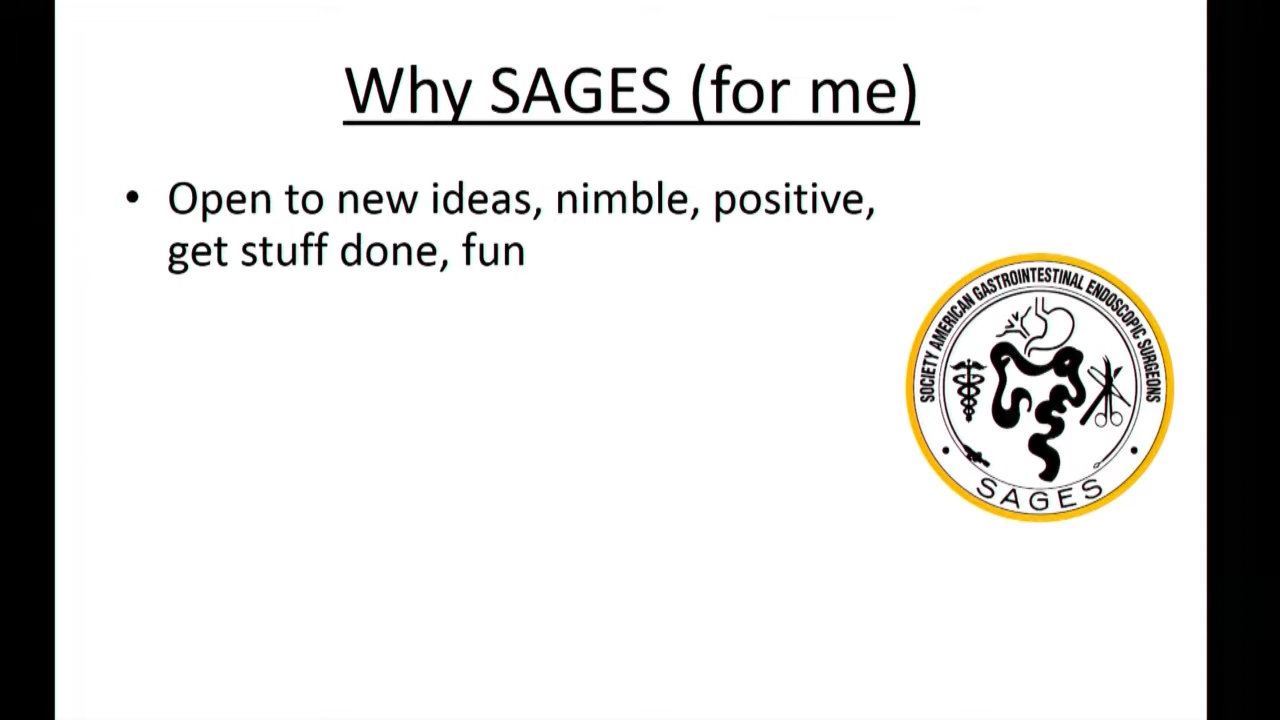 Why SAGES (for me)
• Open to new ideas, nimble, positive,
get stuff done, fun
SOCIETY AMERICAN GASTROINTESTINAL ENDOSCOPIC SURGEONS
SAGES